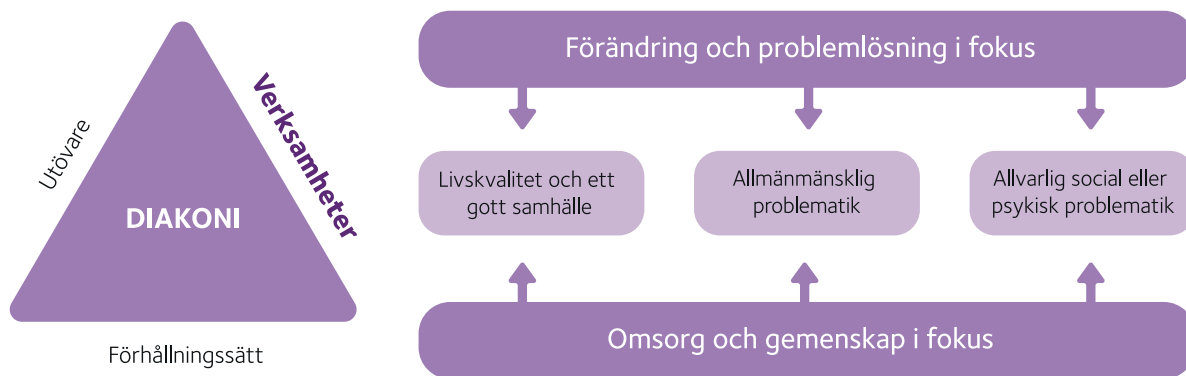 Utövare
Verksamheter
DIAKONI
Förhållningssätt
Förändring och problemlösning i fokus
Livskvalitet och ett
gott samhälle
Allmänmänsklig
problematik
Allvarlig social eller
psykisk problematik
Omsorg och gemenskap i fokus